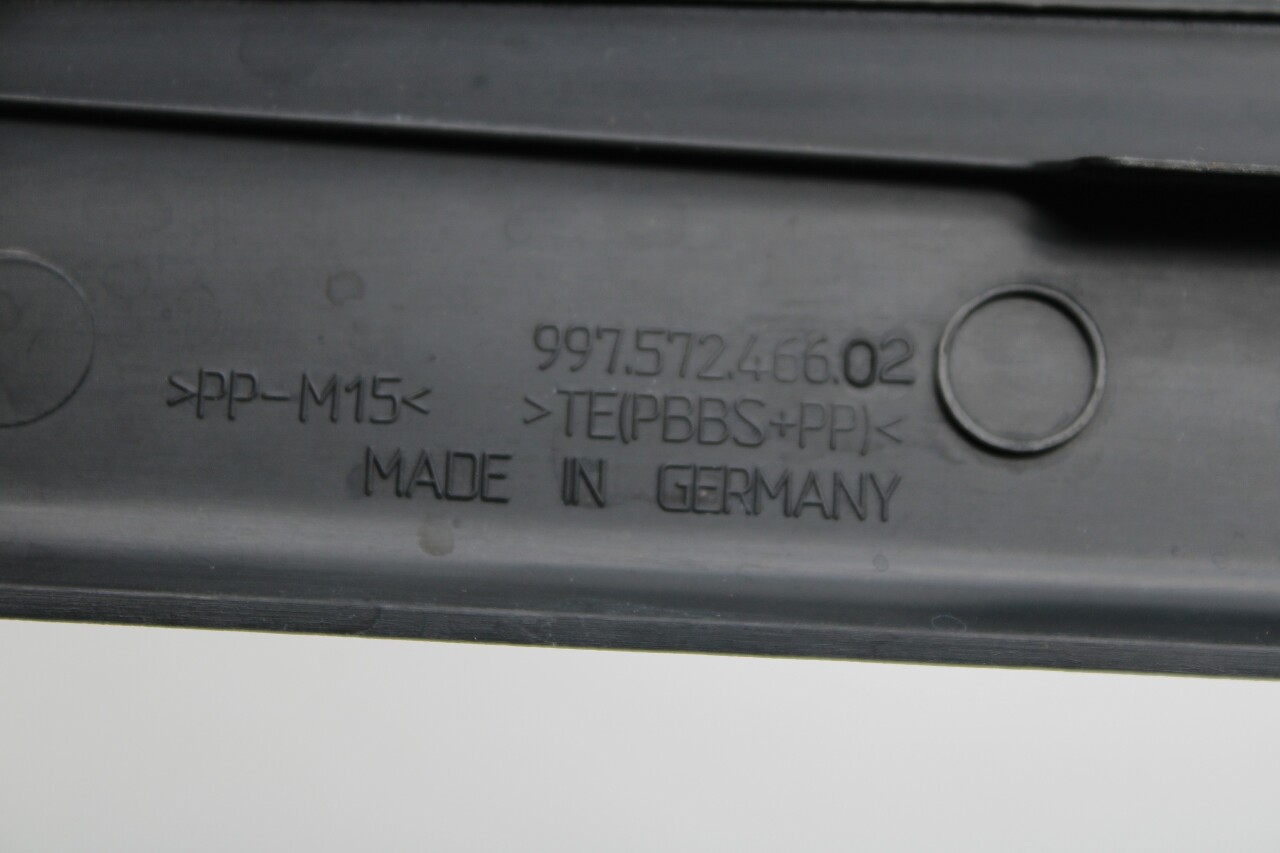 997.572.466.02
>PP-M15< >TE(PBBS+PP)<
MADE IN GERMANY